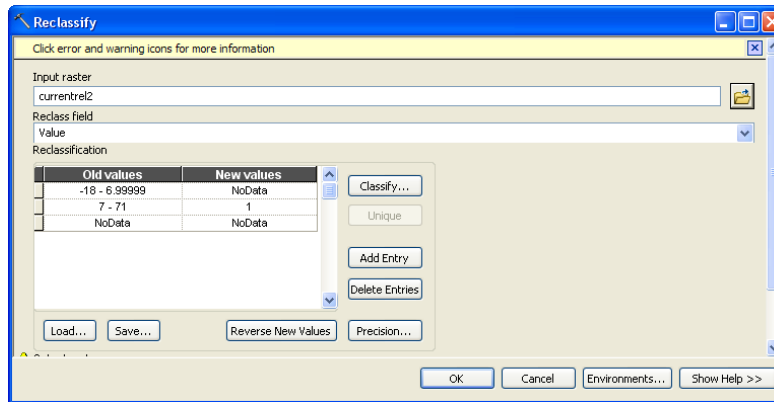 Reclassify
Click error and warning icons for more information
Input raster
currentrel2
Reclass field
Value
Reclassification
Old values New values
-18 - 6.99999 NoData
7 - 71 1
NoData NoData
Classify...
Unique
Add Entry
Delete Entries
Load... Save... Reverse New Values Precision...
OK Cancel Environments... Show Help >>